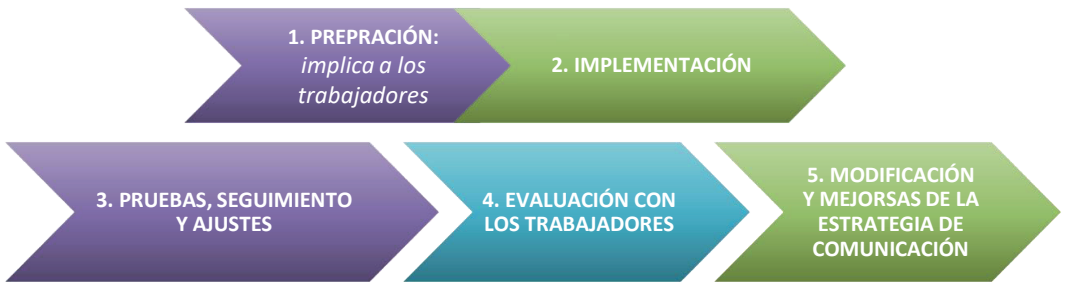 1. PREPRACIÓN:
implica a los
trabajadores
2. IMPLEMENTACIÓN
3. PRUEBAS, SEGUIMIENTO
Y AJUSTES
4. EVALUACIÓN CON
LOS TRABAJADORES
5. MODIFICACIÓN
Y MEJORSAS DE LA
ESTRATEGIA DE
COMUNICACIÓN